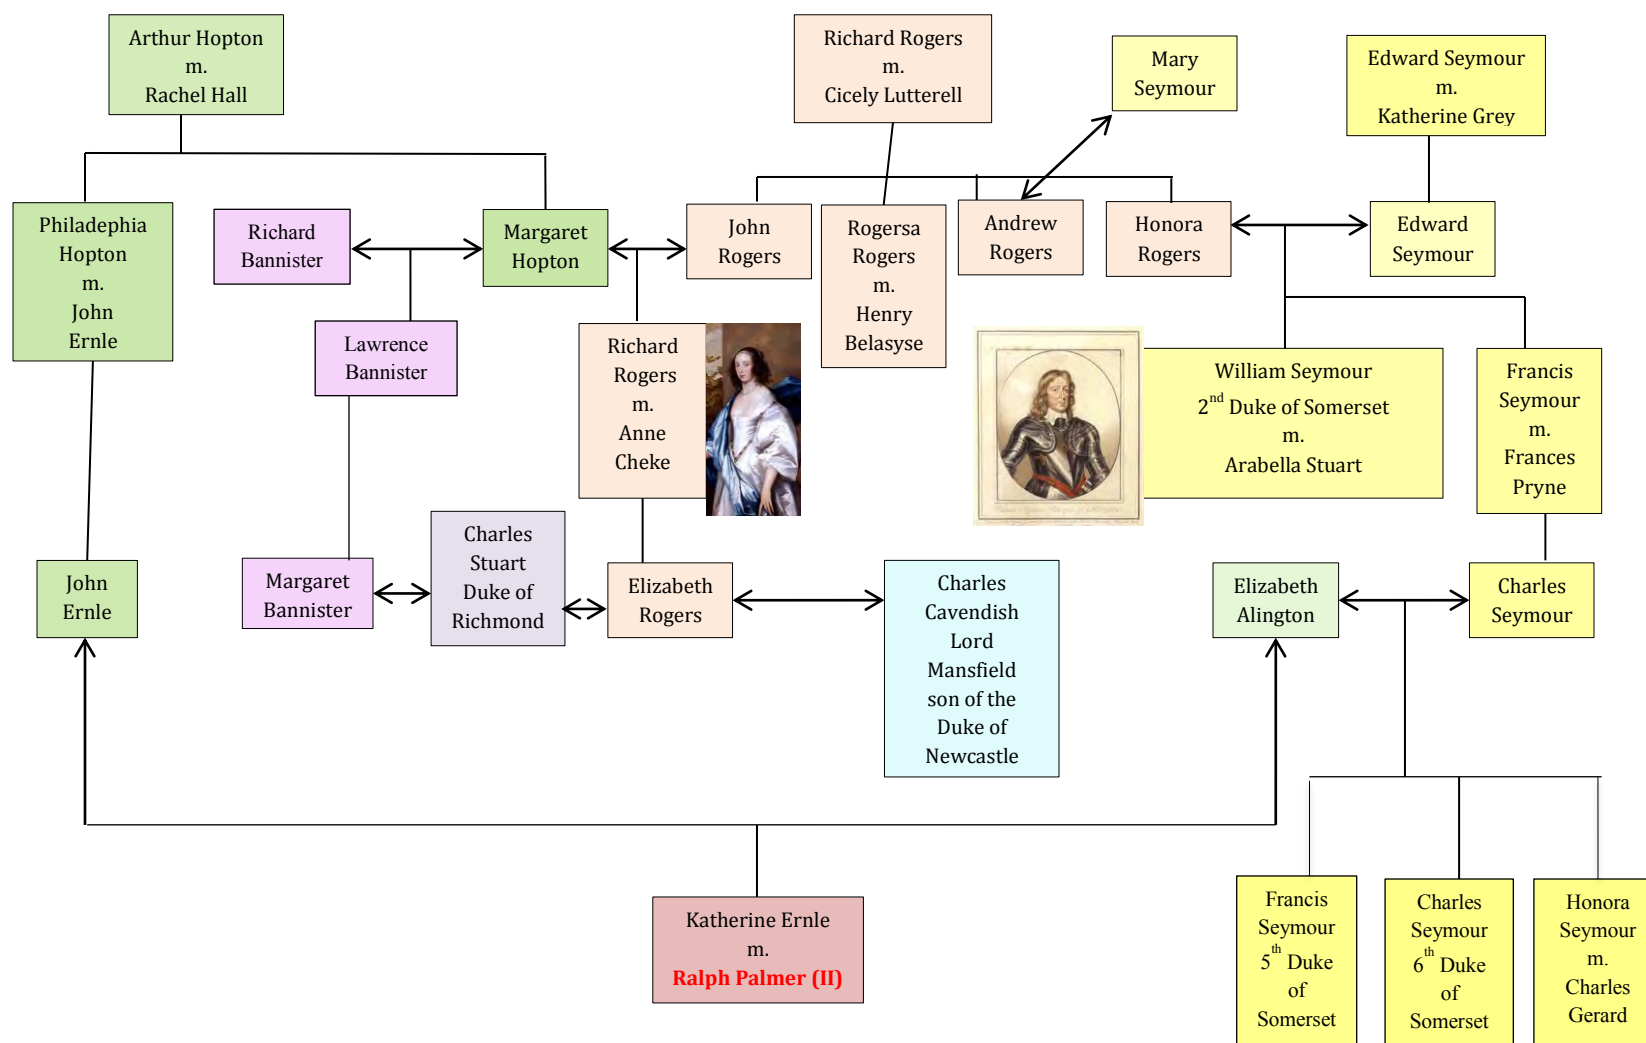 Arthur Hopton
m.
Rachel Hall
Richard Rogers
m.
Cicely Lutterell
Mary
Seymour
Edward Seymour
m.
Katherine Grey
Philadephia
Hopton
m.
John
Ernle
Richard
Bannister
Margaret
Hopton
John
Rogers
Rogersa
Rogers
m.
Henry
Belasyse
Andrew
Rogers
Honora
Rogers
Edward
Seymour
Lawrence
Bannister
Richard
Rogers
m.
Anne
Cheke
William Seymour
2nd Duke of Somerset
m.
Arabella Stuart
Francis
Seymour
m.
Frances
Pryne
John
Ernle
Margaret
Bannister
Charles
Stuart
Duke of
Richmond
Elizabeth
Rogers
Charles
Cavendish
Lord
Mansfield
son of the
Duke of
Newcastle
Elizabeth
Alington
Charles
Seymour
Katherine Ernle
m.
Ralph Palmer (II)
Francis
Seymour
5th Duke
of
Somerset
Charles
Seymour
6th Duke
of
Somerset
Honora
Seymour
m.
Charles
Gerard